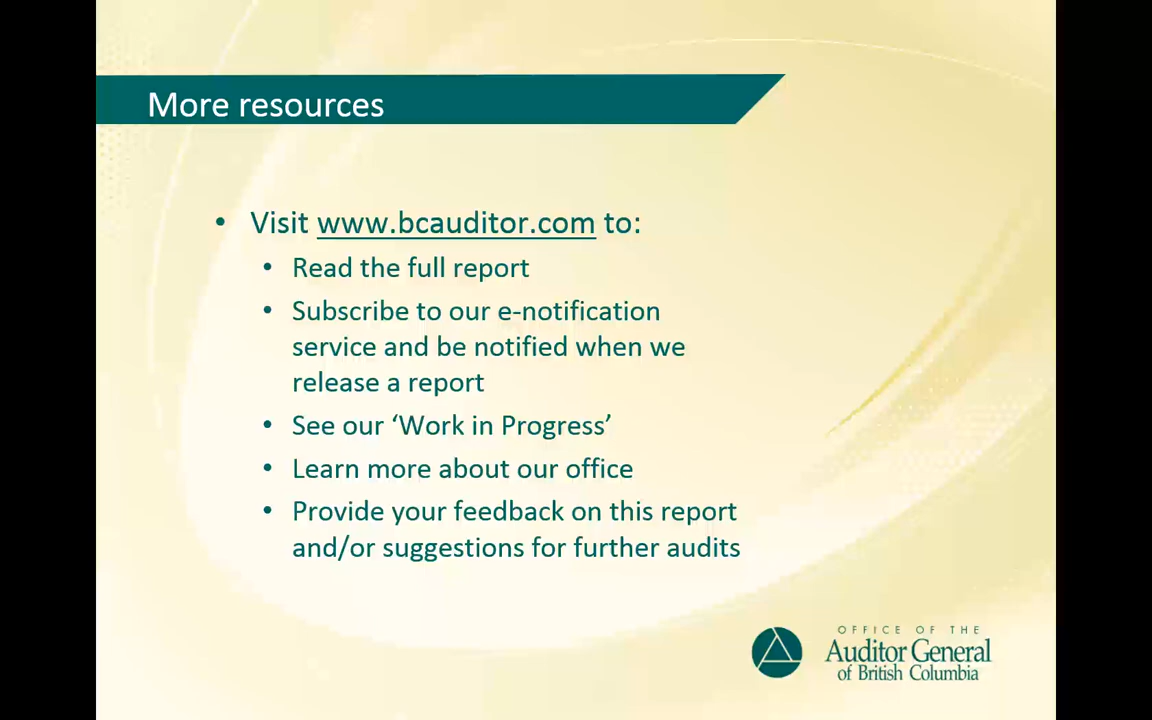 More resources
• Visit www.bcauditor.com to:
• Read the full report
• Subscribe to our e-notification
service and be notified when we
release a report
• See our ‘Work in Progress’
• Learn more about our office
• Provide your feedback on this report
and/or suggestions for further audits
OFFICE OF THE
Auditor General
of British Columbia